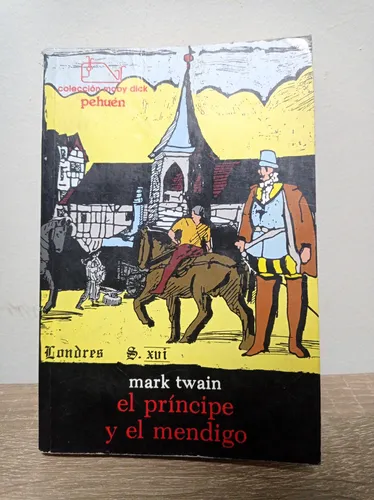 colección moby dick
pehuén
Londres S. xvi
mark twain
el príncipe
y el mendigo